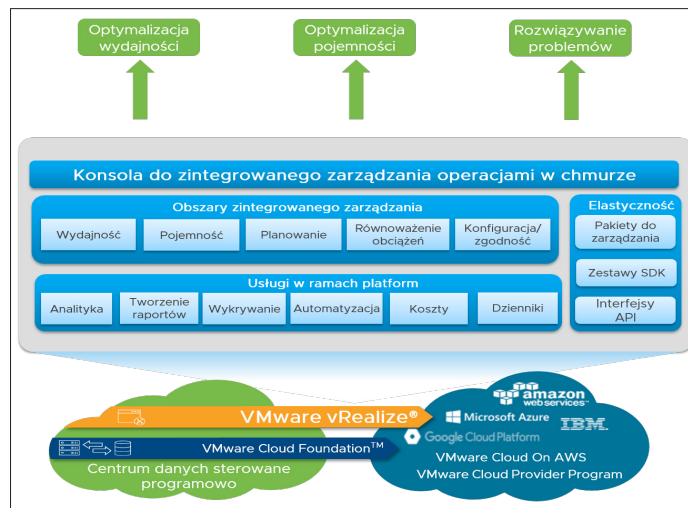 Optymalizacja
wydajności
Optymalizacja
pojemności
Rozwiązywanie
problemów
Konsola do zintegrowanego zarządzania operacjami w chmurze
Obszary zintegrowanego zarządzania
Wydajność
Pojemność
Planowanie
Równoważenie
obciążeń
Konfiguracja/
zgodność
Elastyczność
Pakiety do
zarządzania
Zestawy SDK
Interfejsy
API
Usługi w ramach platform
Analityka
Tworzenie
raportów
Wykrywanie
Automatyzacja
Koszty
Dzienniki
VMware vRealize®
VMware Cloud Foundation™
Centrum danych sterowane
programowo
amazon
webservices™
Microsoft Azure
IBM
Google Cloud Platform
VMware Cloud On AWS
VMware Cloud Provider Program